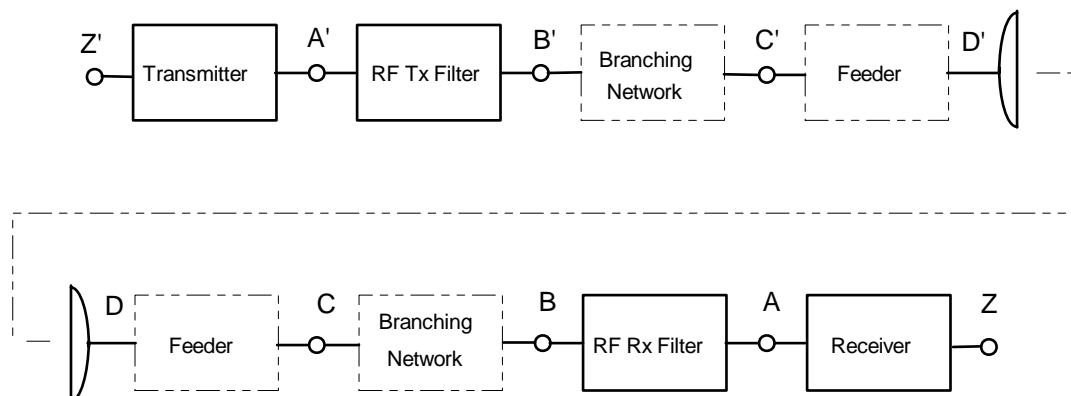 Z'
A'
B'
C'
D'
Transmitter
RF Tx Filter
Branching
Network
Feeder
D
C
B
A
Z
Feeder
Branching
Network
RF Rx Filter
Receiver